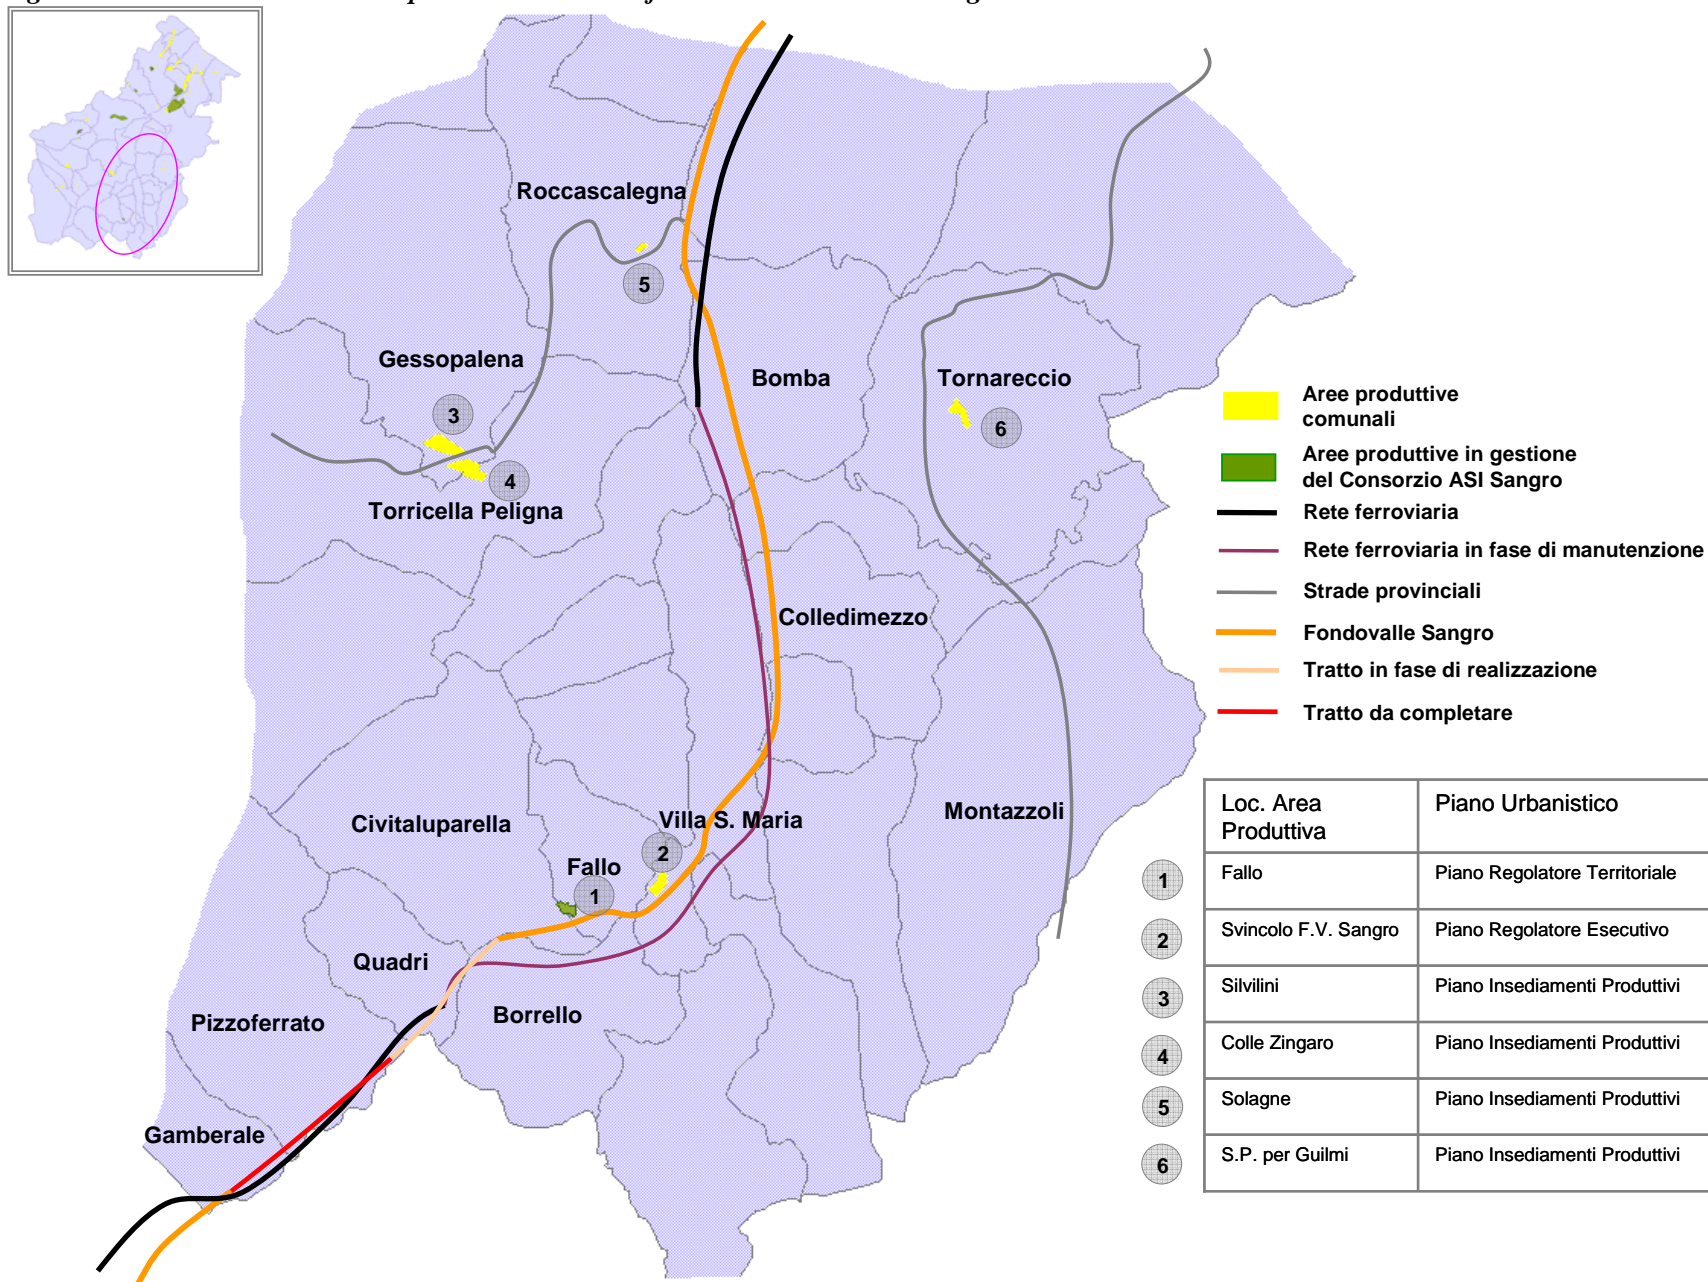 Roccascalegna
5
Gessopalena
Bomba
Tornareccio
3
6
4
Torricella Peligna
Colledimezzo
Civitaluparella
Villa S. Maria
Montazzoli
2
Fallo
1
Quadri
Borrello
Pizzoferrato
Gamberale
Aree produttive
comunali
Aree produttive in gestione
del Consorzio ASI Sangro
Rete ferroviaria
Rete ferroviaria in fase di manutenzione
Strade provinciali
Fondovalle Sangro
Tratto in fase di realizzazione
Tratto da completare
Loc. Area Produttiva Piano Urbanistico
1 Fallo Piano Regolatore Territoriale
2 Svincolo F.V. Sangro Piano Regolatore Esecutivo
3 Silvilini Piano Insediamenti Produttivi
4 Colle Zingaro Piano Insediamenti Produttivi
5 Solagne Piano Insediamenti Produttivi
6 S.P. per Guilmi Piano Insediamenti Produttivi